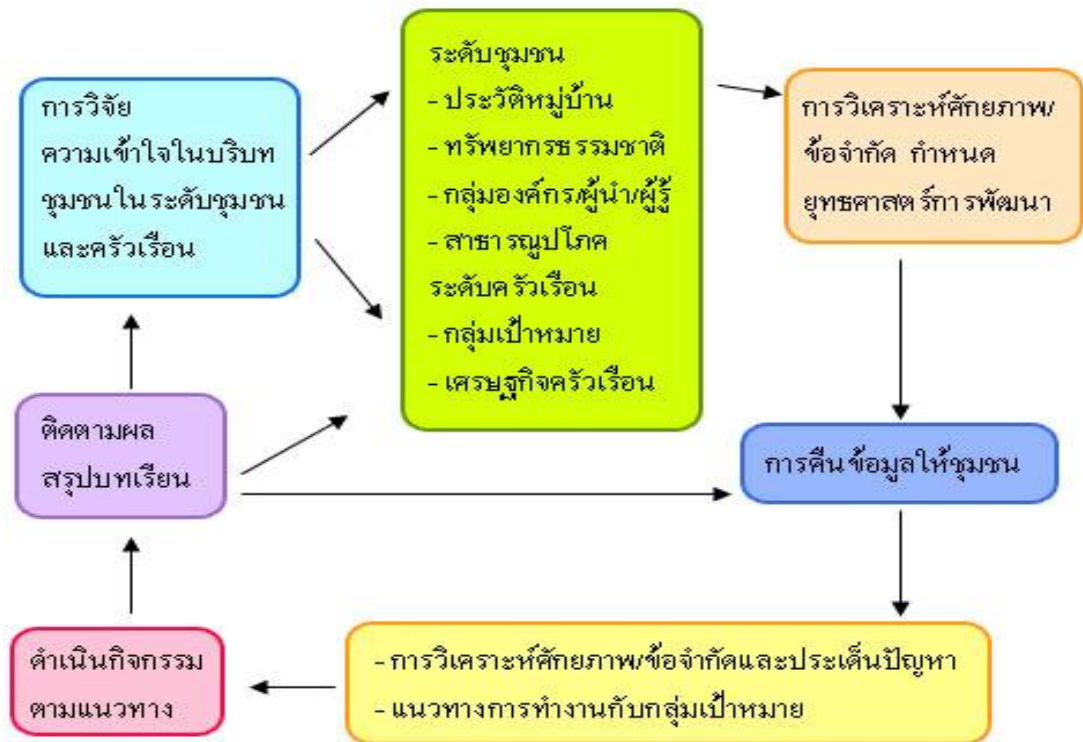 การวิจัย
ความเข้าใจในบริบท
ชุมชนในระดับชุมชน
และครัวเรือน
ระดับชุมชน
- ประวัติหมู่บ้าน
- ทรัพยากรธรรมชาติ
- กลุ่มองค์กร/ผู้นำ/ผู้รู้
- สาธารณูปโภค
ระดับครัวเรือน
- กลุ่มเป้าหมาย
- เศรษฐกิจครัวเรือน
การวิเคราะห์ศักยภาพ/
ข้อจำกัด กำหนด
ยุทธศาสตร์การพัฒนา
การคืนข้อมูลให้ชุมชน
- การวิเคราะห์ศักยภาพ/ข้อจำกัดและประเด็นปัญหา
- แนวทางการทำงานกับกลุ่มเป้าหมาย
ดำเนินกิจกรรม
ตามแนวทาง
ติดตามผล
สรุปบทเรียน